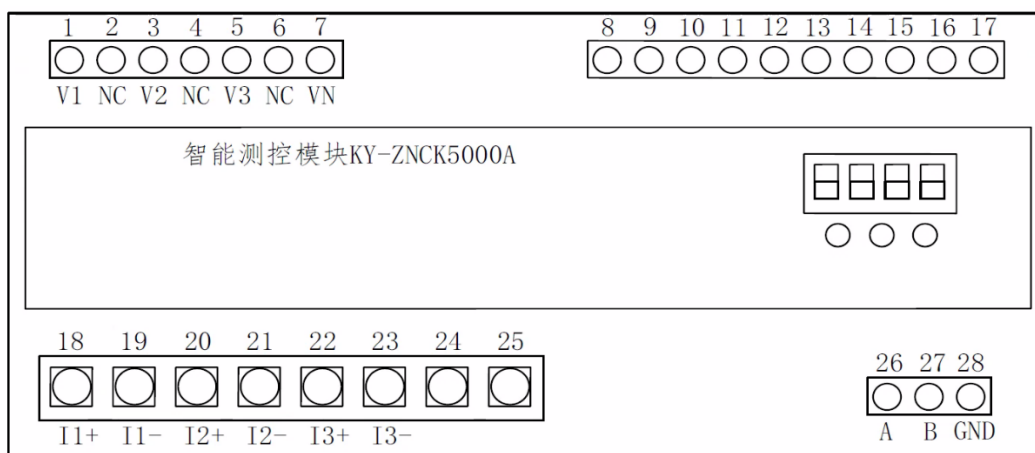 1 2 3 4 5 6 7
V1 NC V2 NC V3 NC VN
8 9 10 11 12 13 14 15 16 17
智能测控模块KY-ZNCK5000A
18 19 20 21 22 23 24 25
I1+ I1- I2+ I2- I3+ I3-
26 27 28
A B GND